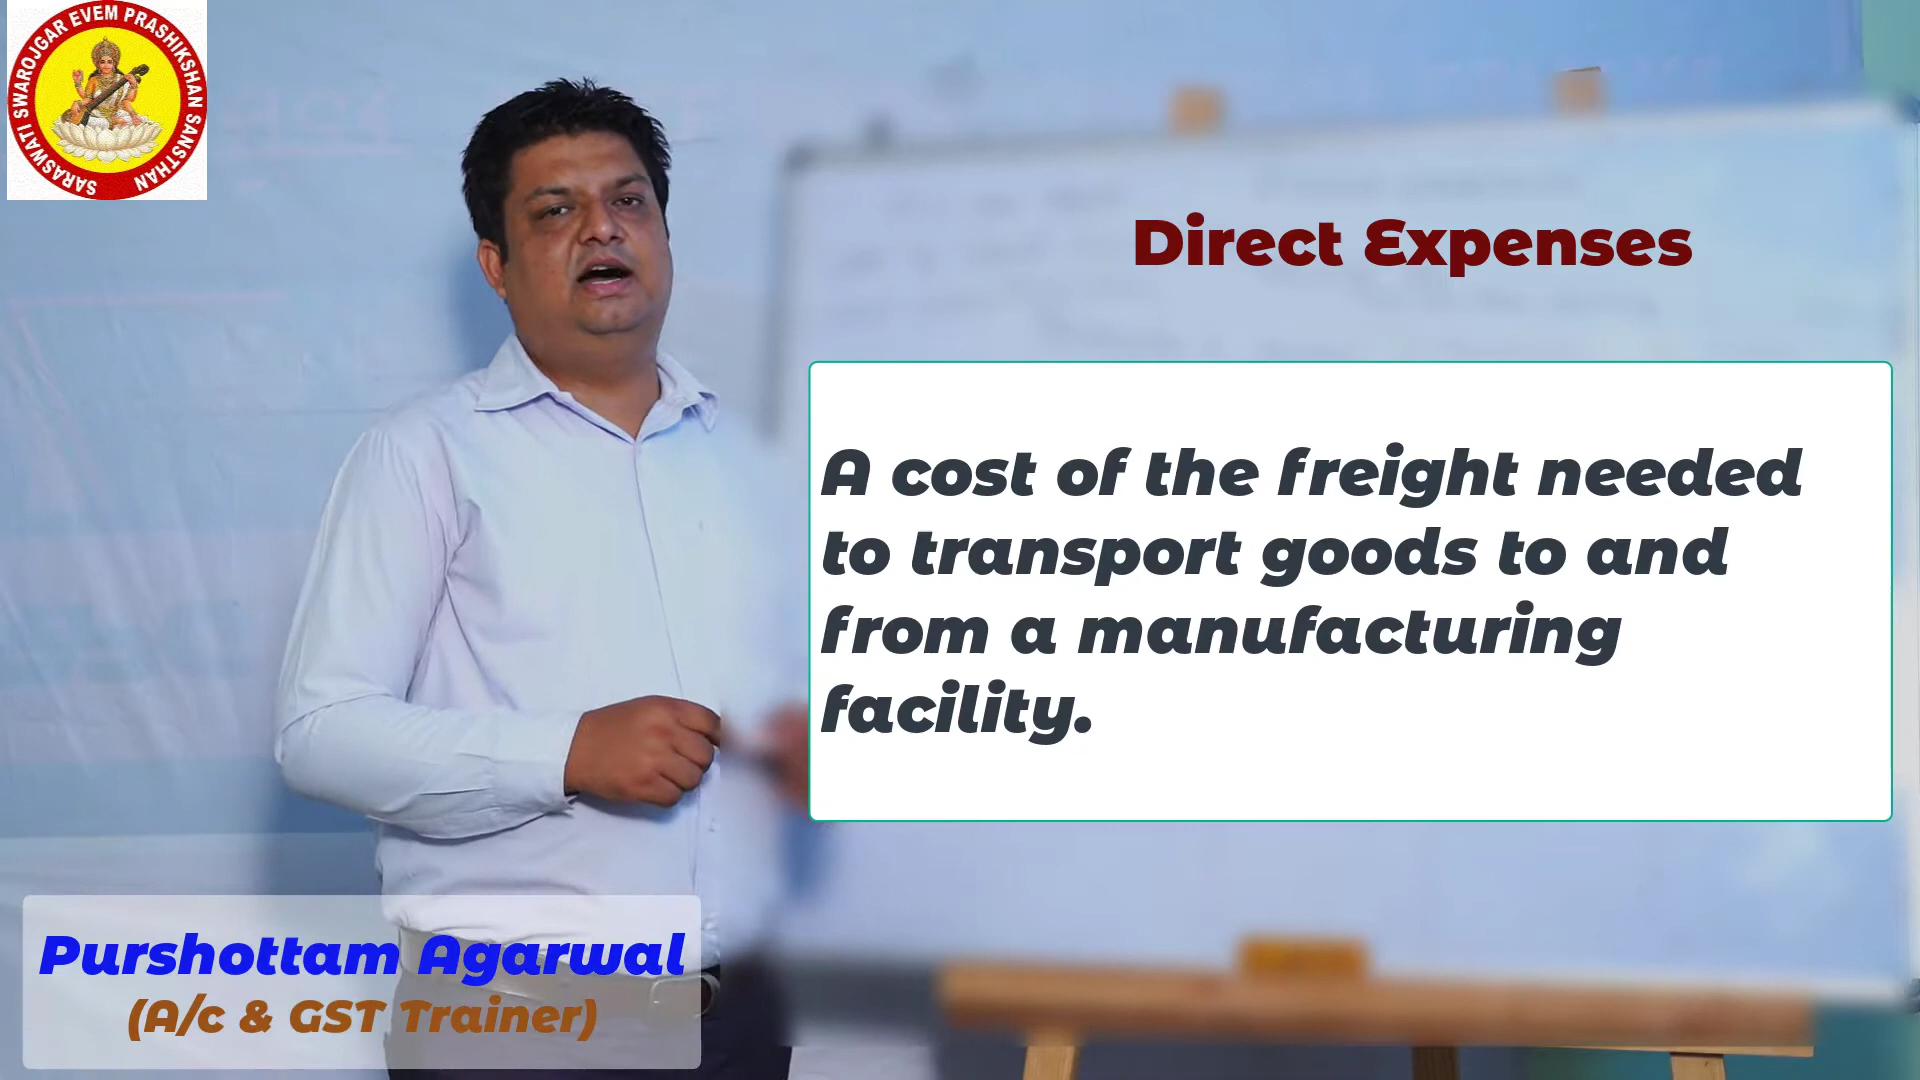 SARASWATI SWAROJGAR EVEM PRASHIKSHAN SANSTHAN
Direct Expenses
A cost of the freight needed
to transport goods to and
from a manufacturing
facility.
Purshottam Agarwal
(A/c & GST Trainer)